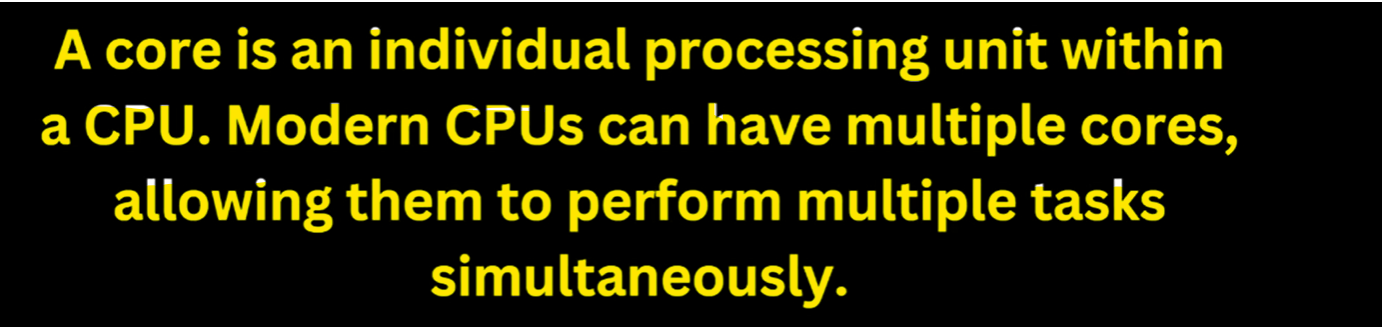 A core is an individual processing unit within
a CPU. Modern CPUs can have multiple cores,
allowing them to perform multiple tasks
simultaneously.